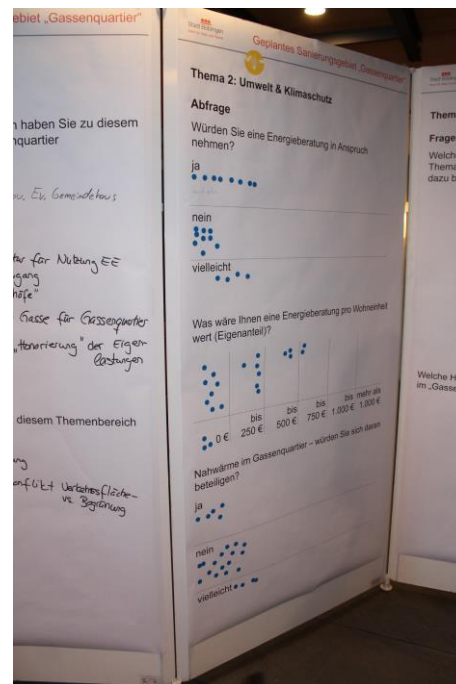 ebiet „Gassenquartier“
n haben Sie zu diesem
nquartier
Ev. Gemeindehaus
für Nutzung EE
gang
höfe"
Gasse für Gassenquartier
"Honorierung" der Eigen-
leistungen
diesem Themenbereich
ng
onflikt Verkehrsfläche-
vs. Begrünung
Stadt Böblingen
Geplantes Sanierungsgebiet „Gassenquartier“
Thema 2: Umwelt & Klimaschutz
Abfrage
Würden Sie eine Energieberatung in Anspruch
nehmen?
ja
nein
vielleicht
Was wäre Ihnen eine Energieberatung pro Wohneinheit
wert (Eigenanteil)?
0 €
bis
250 €
bis
500 €
bis
750 €
bis
1.000 €
mehr als
1.000 €
Nahwärme im Gassenquartier – würden Sie sich daran
beteiligen?
ja
nein
vielleicht
Them
Frage
Welch
Thema
dazu b
Welche H
im „Gasse